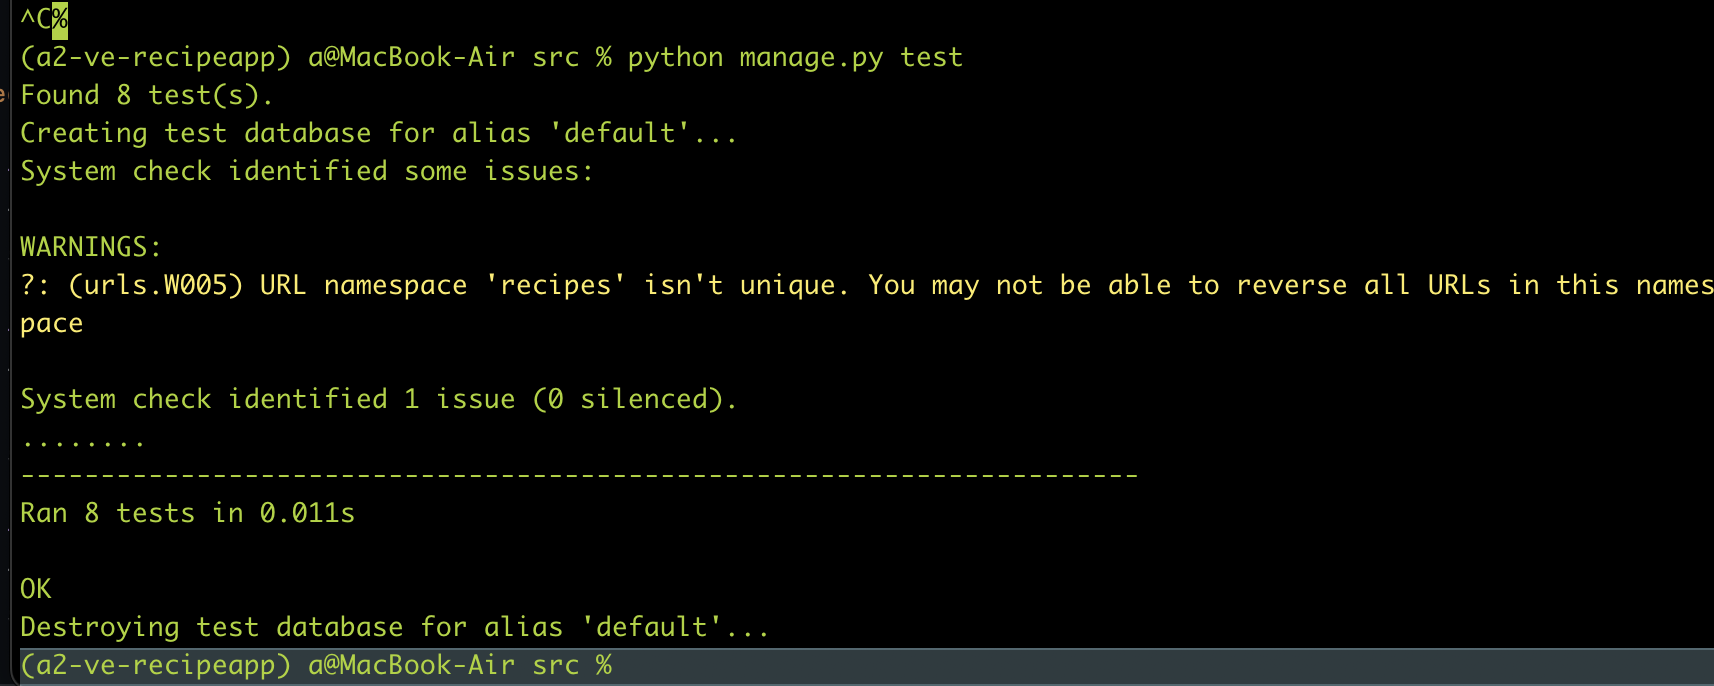 ^C%
(a2-ve-recipeapp) a@MacBook-Air src % python manage.py test
Found 8 test(s).
Creating test database for alias 'default'...
System check identified some issues:
WARNINGS:
?: (urls.W005) URL namespace 'recipes' isn't unique. You may not be able to reverse all URLs in this names
pace
System check identified 1 issue (0 silenced).
........
----------------------------------------------------------------------
Ran 8 tests in 0.011s
OK
Destroying test database for alias 'default'...
(a2-ve-recipeapp) a@MacBook-Air src %